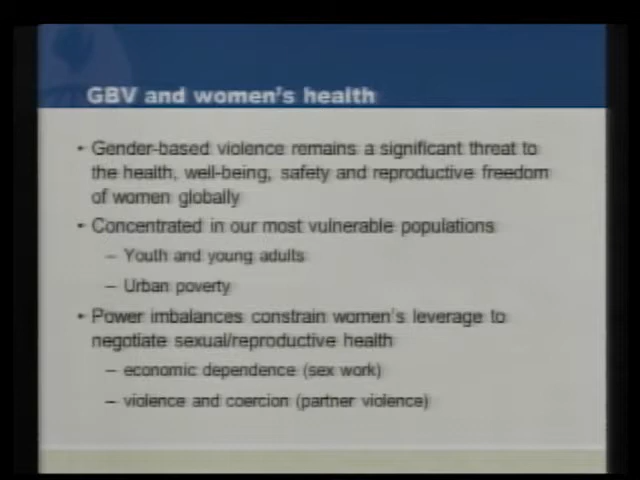 GBV and women's health
• Gender-based violence remains a significant threat to
the health, well-being, safety and reproductive freedom
of women globally
• Concentrated in our most vulnerable populations
– Youth and young adults
– Urban poverty
• Power imbalances constrain women's leverage to
negotiate sexual/reproductive health
– economic dependence (sex work)
– violence and coercion (partner violence)